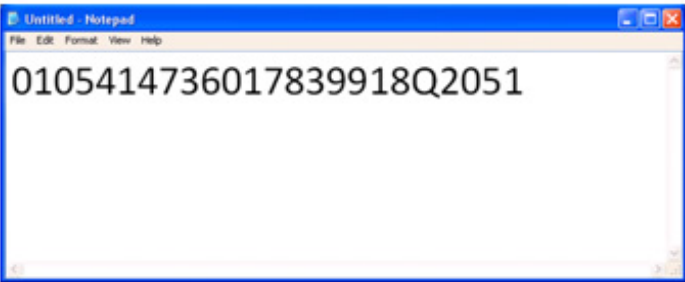 Untitled - Notepad
File Edit Format View Help
0105414736017839918Q2051